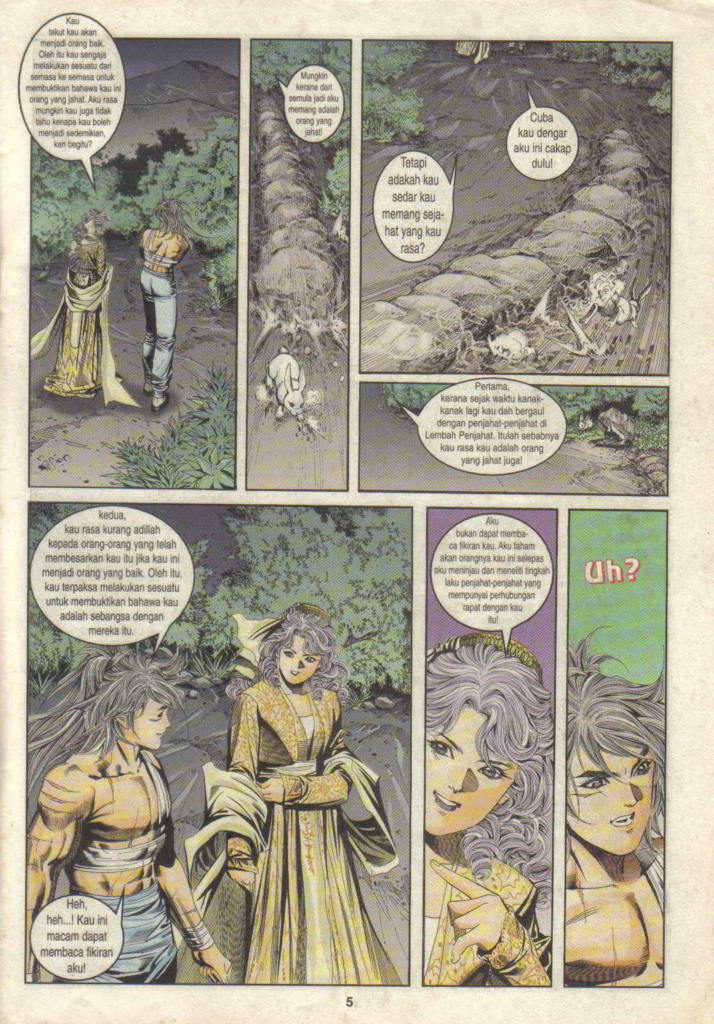 Kau
takut kau akan
menjadi orang baik.
Oleh itu kau sengaja
melakukan sesuatu dari
semasa ke semasa untuk
membuktikan bahawa kau ini
orang yang jahat. Aku rasa
mungkin kau juga tidak
tahu kenapa kau boleh
menjadi sedemikian,
kan begitu?
Mungkin
kerana dari
semula jadi aku
memang adalah
orang yang
jahat!
Cuba
kau dengar
aku ini cakap
dulu!
Tetapi
adakah kau
sedar kau
memang seja-
hat yang kau
rasa?
Pertama,
kerana sejak waktu kanak-
kanak lagi kau dah bergaul
dengan penjahat-penjahat di
Lembah Penjahat. Itulah sebabnya
kau rasa kau adalah orang
yang jahat juga!
kedua,
kau rasa kurang adillah
kepada orang-orang yang telah
membesarkan kau itu jika kau ini
menjadi orang yang baik. Oleh itu,
kau terpaksa melakukan sesuatu
untuk membuktikan bahawa kau
adalah sebangsa dengan
mereka itu.
Heh,
heh...! Kau ini
macam dapat
membaca fikiran
aku!
Aku
bukan dapat memba-
ca fikiran kau. Aku faham
akan orangnya kau ini selepas
aku meninjau dan meneliti tingkah
laku penjahat-penjahat yang
mempunyai perhubungan
rapat dengan kau
itu!
Uh?
5